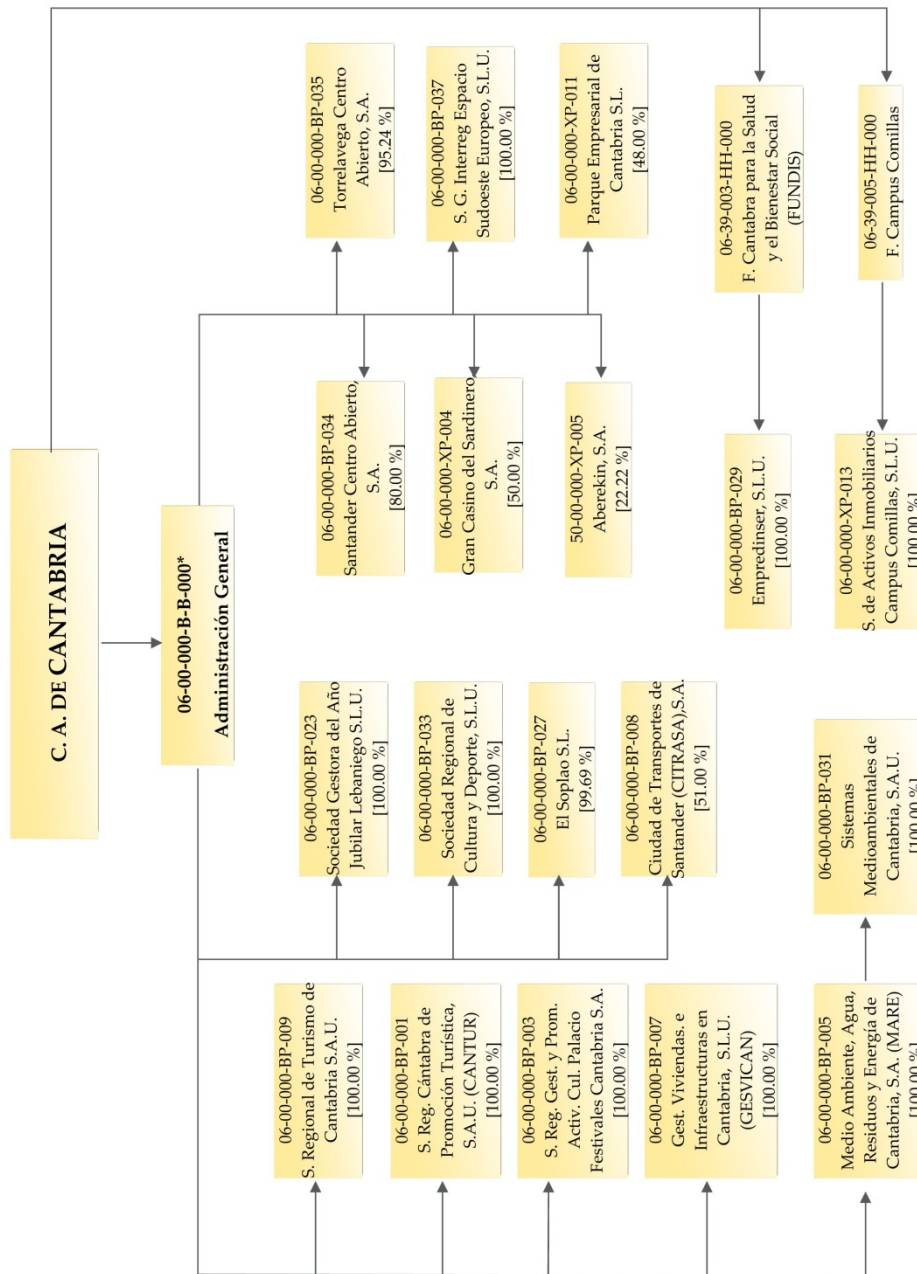 C. A. DE CANTABRIA
06-00-000-B-B-000*
Administración General
06-00-000-BP-009
S. Regional de Turismo de
Cantabria S.A.U.
[100.00 %]
06-00-000-BP-001
S. Reg. Cántabra de
Promoción Turística,
S.A.U. (CANTUR)
[100.00 %]
06-00-000-BP-003
S. Reg. Gest. y Prom.
Activ. Cul. Palacio
Festivales Cantabria S.A.
[100.00 %]
06-00-000-BP-007
Gest. Viviendas. e
Infraestructuras en
Cantabria, S.L.U.
(GESVICAN)
[100.00 %]
06-00-000-BP-005
Medio Ambiente, Agua,
Residuos y Energía de
Cantabria, S.A. (MARE)
[100.00 %]
06-00-000-BP-023
Sociedad Gestora del Año
Jubilar Lebaniego S.L.U.
[100.00 %]
06-00-000-BP-033
Sociedad Regional de
Cultura y Deporte, S.L.U.
[100.00 %]
06-00-000-BP-027
El Soplao S.L.
[99.69 %]
06-00-000-BP-008
Ciudad de Transportes de
Santander (CITRASA),S.A.
[51.00 %]
06-00-000-BP-031
Sistemas
Medioambientales de
Cantabria, S.A.U.
[100.00 %]
06-00-000-BP-034
Santander Centro Abierto,
S.A.
[80.00 %]
06-00-000-XP-004
Gran Casino del Sardinero
S.A.
[50.00 %]
50-00-000-XP-005
Aberekin, S.A.
[22.22 %]
06-00-000-BP-035
Torrelavega Centro
Abierto, S.A.
[95.24 %]
06-00-000-BP-037
S. G. Interreg Espacio
Sudoeste Europeo, S.L.U.
[100.00 %]
06-00-000-XP-011
Parque Empresarial de
Cantabria S.L.
[48.00 %]
06-00-000-BP-029
Empredinser, S.L.U.
[100.00 %]
06-39-003-HH-000
F. Cantabra para la Salud
y el Bienestar Social
(FUNDIS)
06-00-000-XP-013
S. de Activos Inmobiliarios
Campus Comillas, S.L.U.
[100.00 %]
06-39-005-HH-000
F. Campus Comillas